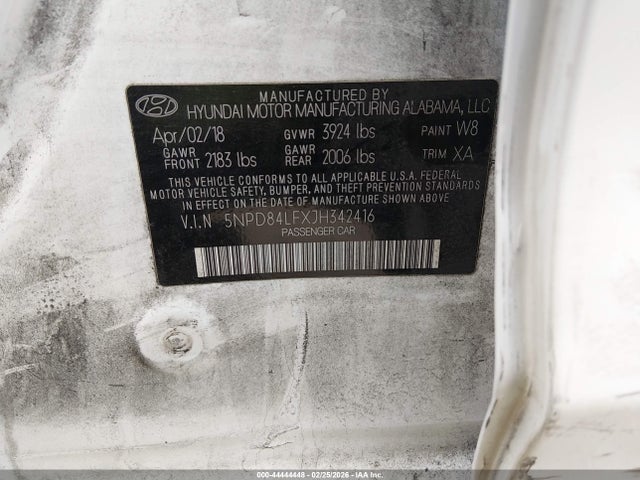 MANUFACTURED BY
HYUNDAI MOTOR MANUFACTURING ALABAMA, LLC
Apr/02/18 GVWR 3924 lbs PAINT W8
GAWR FRONT 2183 lbs GAWR REAR 2006 lbs TRIM XA
THIS VEHICLE CONFORMS TO ALL APPLICABLE U.S.A. FEDERAL
MOTOR VEHICLE SAFETY, BUMPER, AND THEFT PREVENTION STANDARDS
IN EFFECT ON THE DATE OF MANUFACTURE SHOWN ABOVE.
V.I.N 5NPD84LFXJH342416
PASSENGER CAR
000-44444448 | 02/25/2026 | IAA Inc.